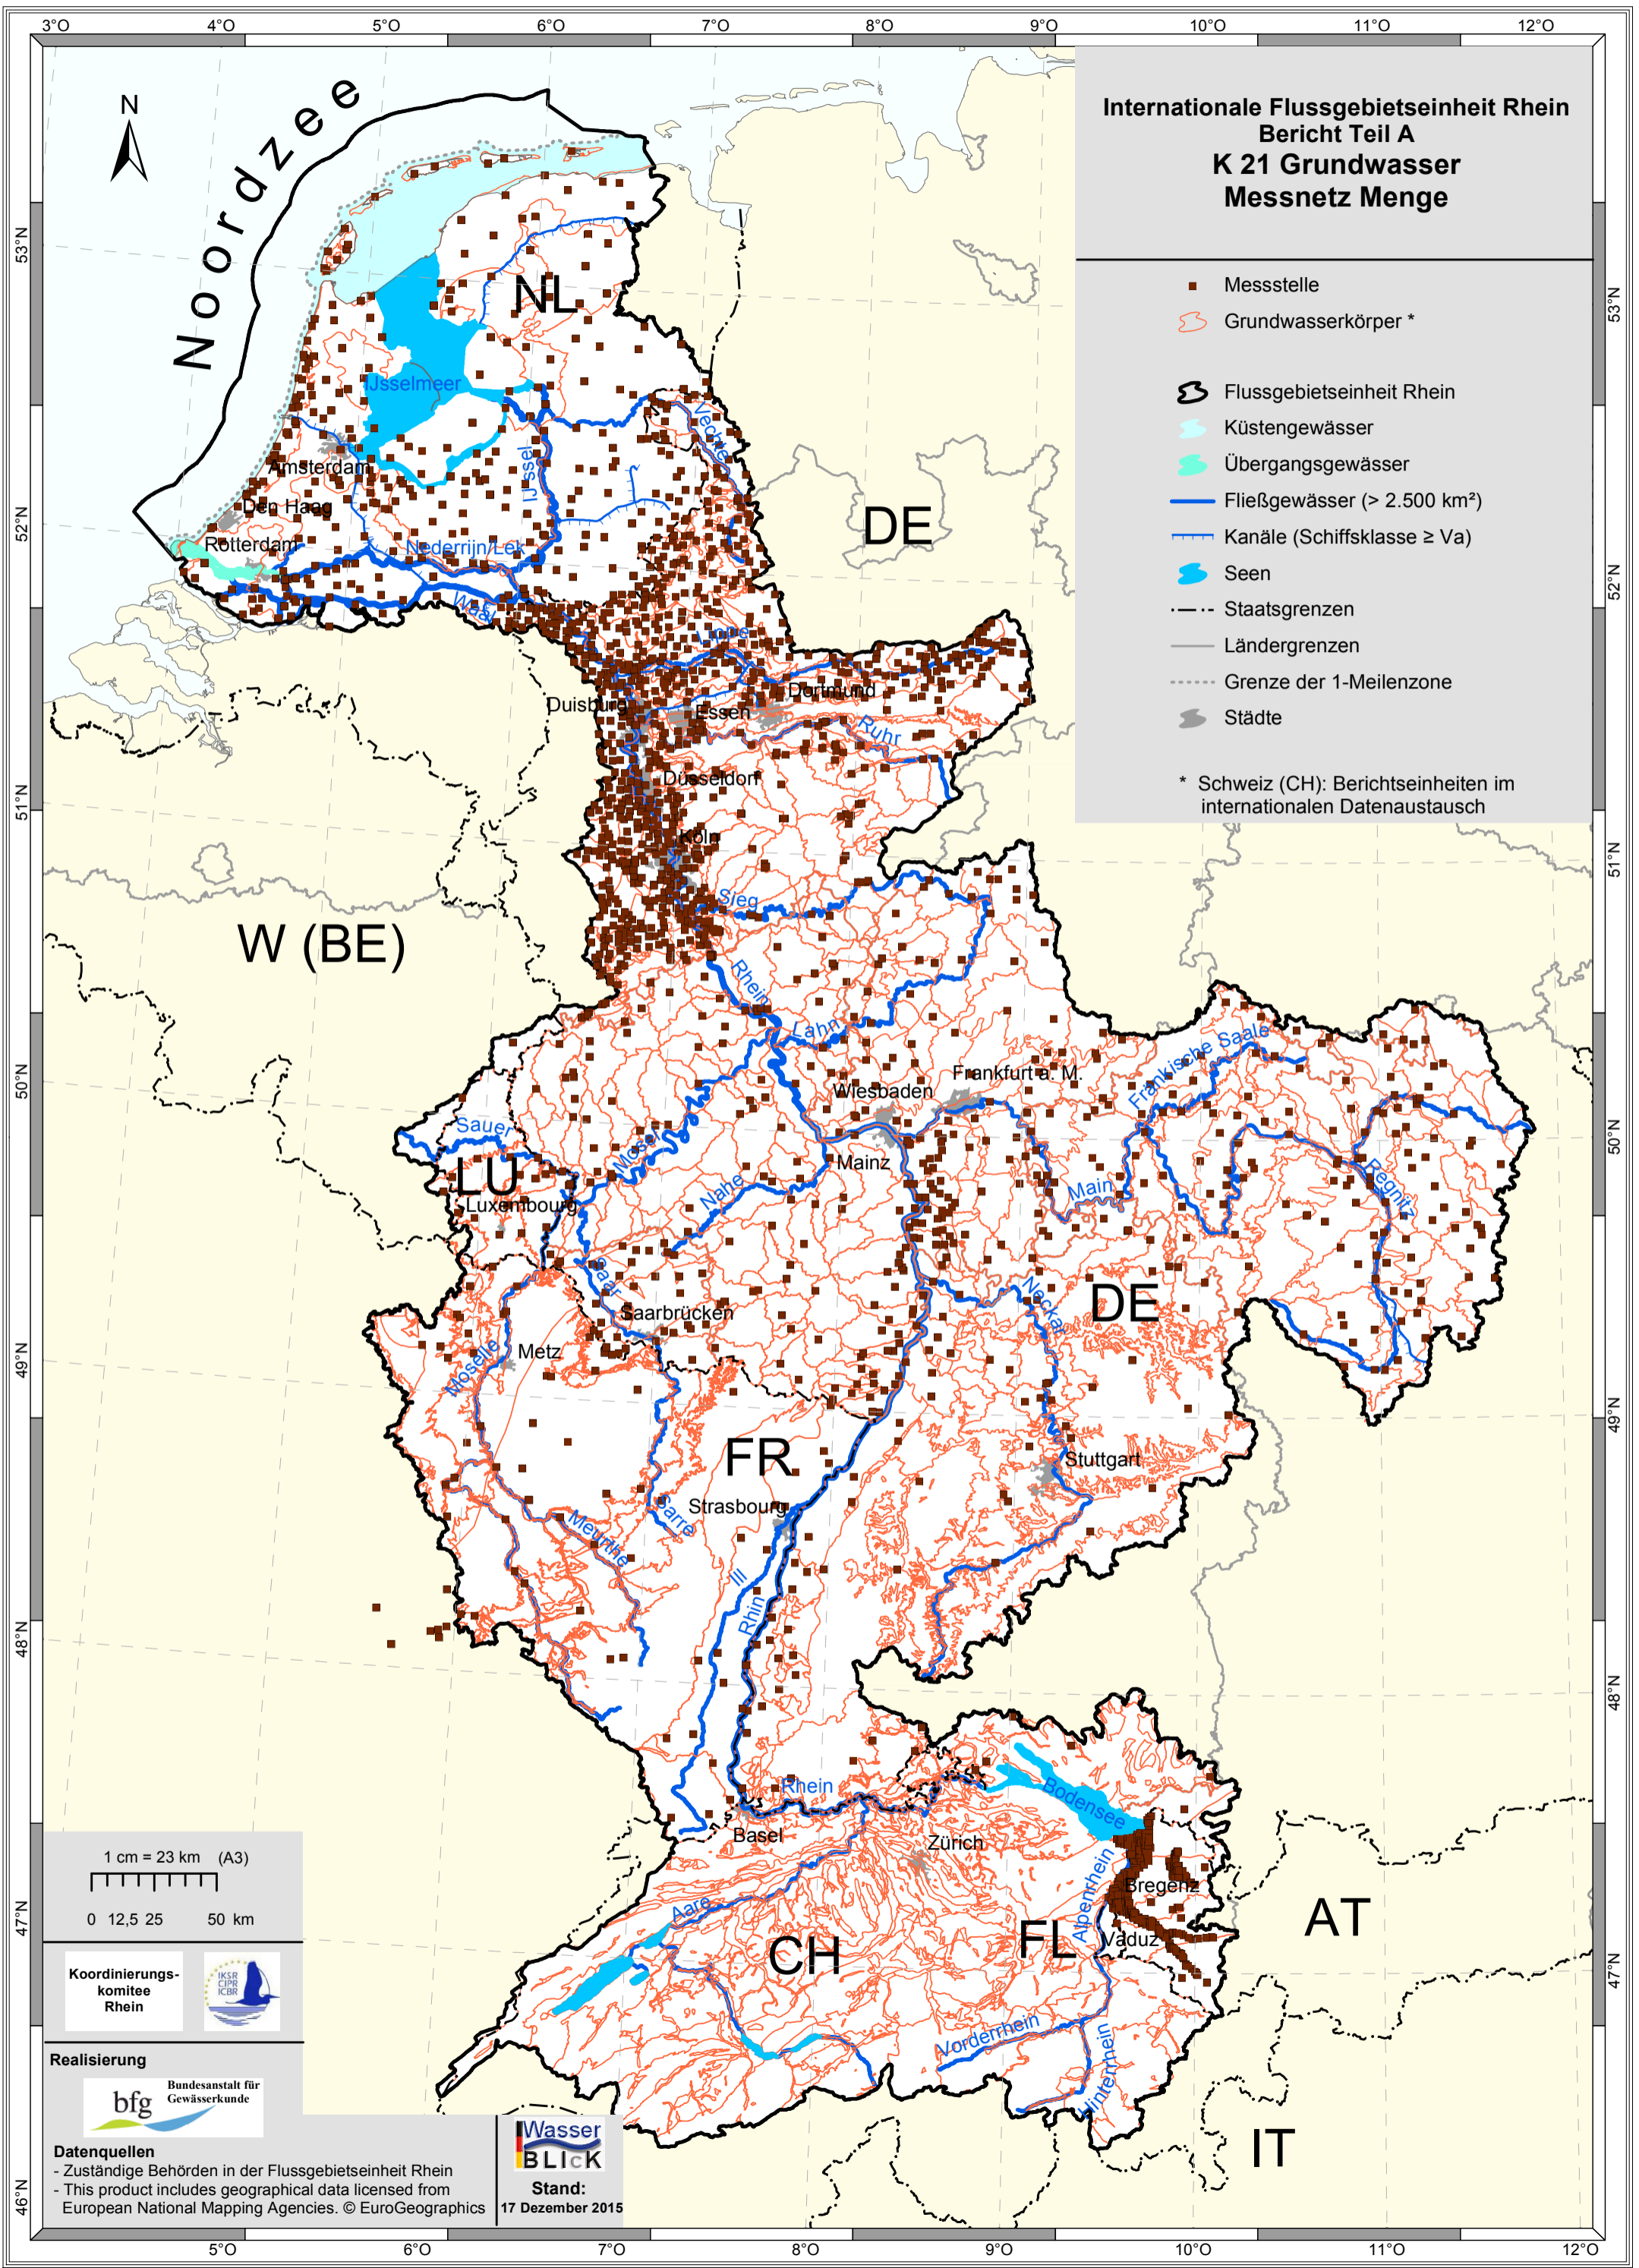 3°O 4°O 5°O 6°O 7°O 8°O 9°O 10°O 11°O 12°O
N
Noordzee
Internationale Flussgebietseinheit Rhein
Bericht Teil A
K 21 Grundwasser
Messnetz Menge
Messstelle
Grundwasserkörper *
Flussgebietseinheit Rhein
Küstengewässer
Übergangsgewässer
Fließgewässer (> 2.500 km²)
Kanäle (Schiffsklasse ≥ Va)
Seen
Staatsgrenzen
Ländergrenzen
Grenze der 1-Meilenzone
Städte
* Schweiz (CH): Berichtseinheiten im
internationalen Datenaustausch
53°N
52°N
51°N
50°N
49°N
48°N
47°N
46°N
53°N
52°N
51°N
50°N
49°N
48°N
47°N
NL
IJsselmeer
Vechte
Amsterdam
IJssel
Den Haag
DE
Rotterdam
Nederrijn/Lek
Waal
Lippe
Duisburg
Dortmund
Essen
Ruhr
Düsseldorf
Köln
Sieg
W (BE)
Rhein
Lahn
Fränkische Saale
Frankfurt a. M.
Wiesbaden
Sauer
Mosel
Mainz
LU
Luxembourg
Nahe
Main
Regnitz
Saar
Neckar
DE
Saarbrücken
Metz
Moselle
FR
Stuttgart
Strasbourg
Sarre
Meurthe
Ill
Rhin
Rhein
Bodensee
Basel
Zürich
Bregenz
Alpenrhein
Aare
CH
FL
Vaduz
AT
Vorderrhein
Hinterrhein
IT
1 cm = 23 km (A3)
0 12,5 25 50 km
Koordinierungs-
komitee
Rhein
IKSR
CIPR
ICBR
Realisierung
bfg
Bundesanstalt für
Gewässerkunde
Datenquellen
- Zuständige Behörden in der Flussgebietseinheit Rhein
- This product includes geographical data licensed from
European National Mapping Agencies. © EuroGeographics
Wasser
BLIcK
Stand:
17 Dezember 2015
5°O 6°O 7°O 8°O 9°O 10°O 11°O 12°O